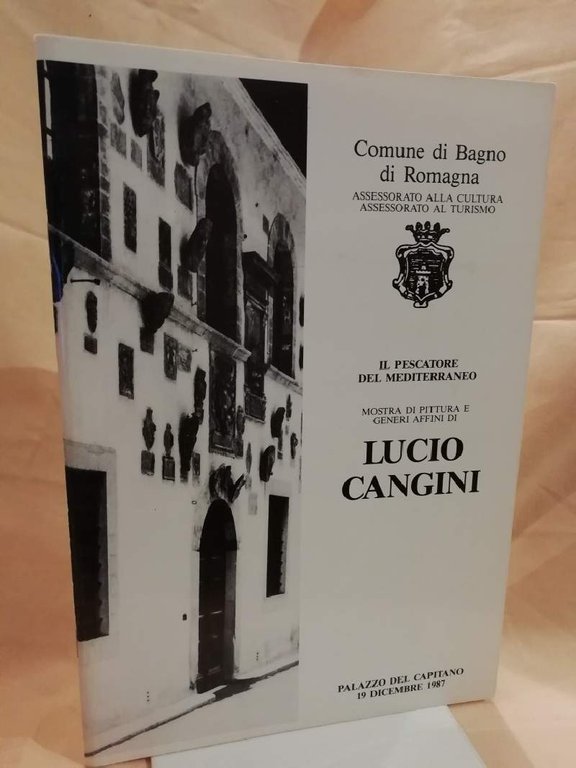 Comune di Bagno
di Romagna
ASSESSORATO ALLA CULTURA
ASSESSORATO AL TURISMO
IL PESCATORE
DEL MEDITERRANEO
MOSTRA DI PITTURA E
GENERI AFFINI DI
LUCIO
CANGINI
PALAZZO DEL CAPITANO
19 DICEMBRE 1987